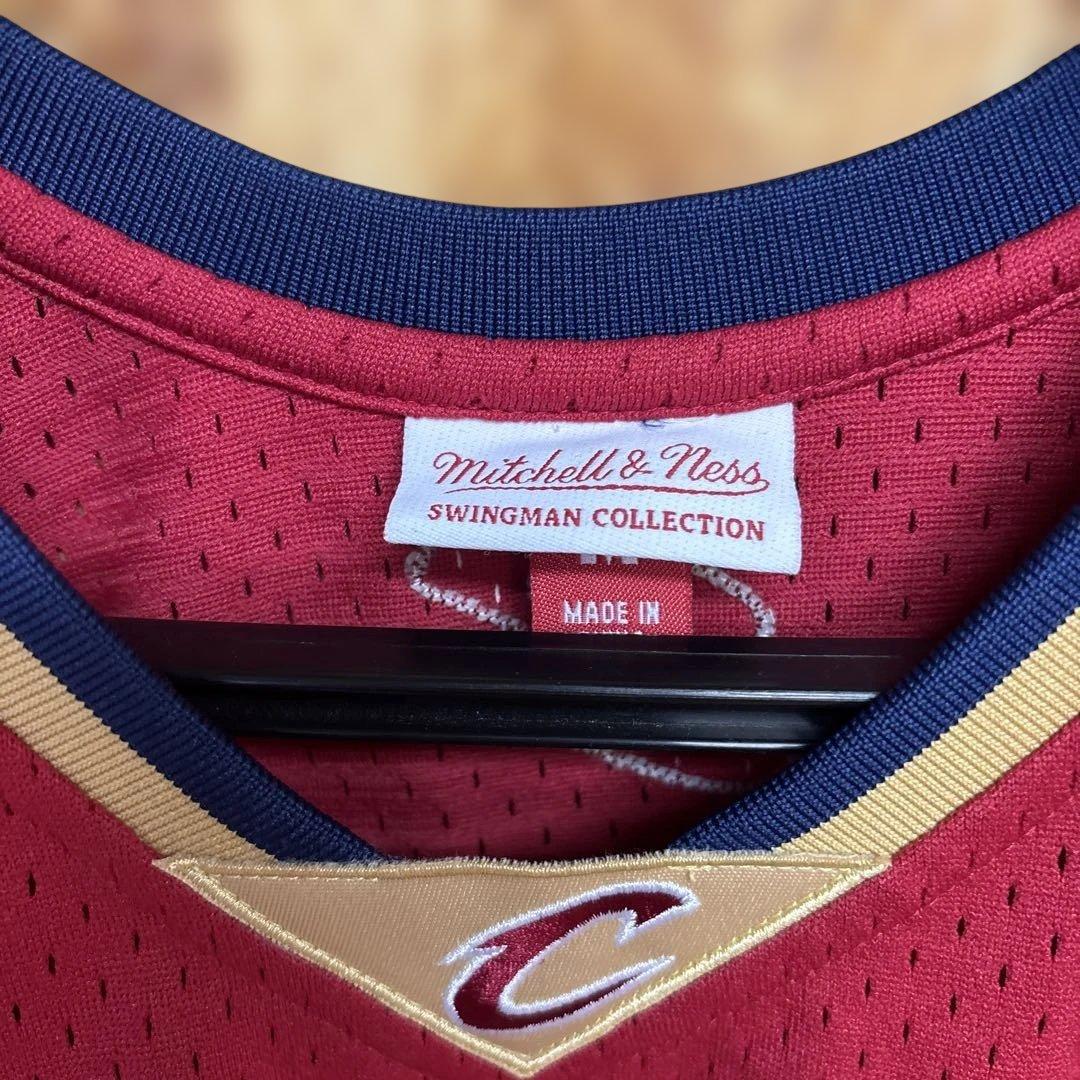 Mitchell & Ness
SWINGMAN COLLECTION
MADE IN
C